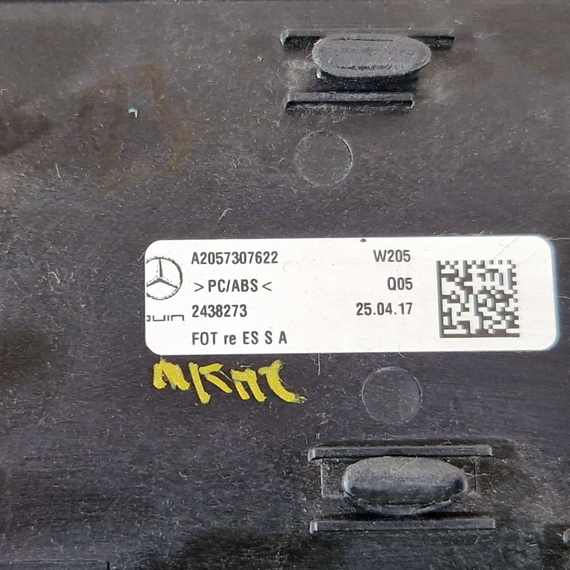 A2057307622 W205
>PC/ABS< Q05
2438273 25.04.17
FOT re ES S A